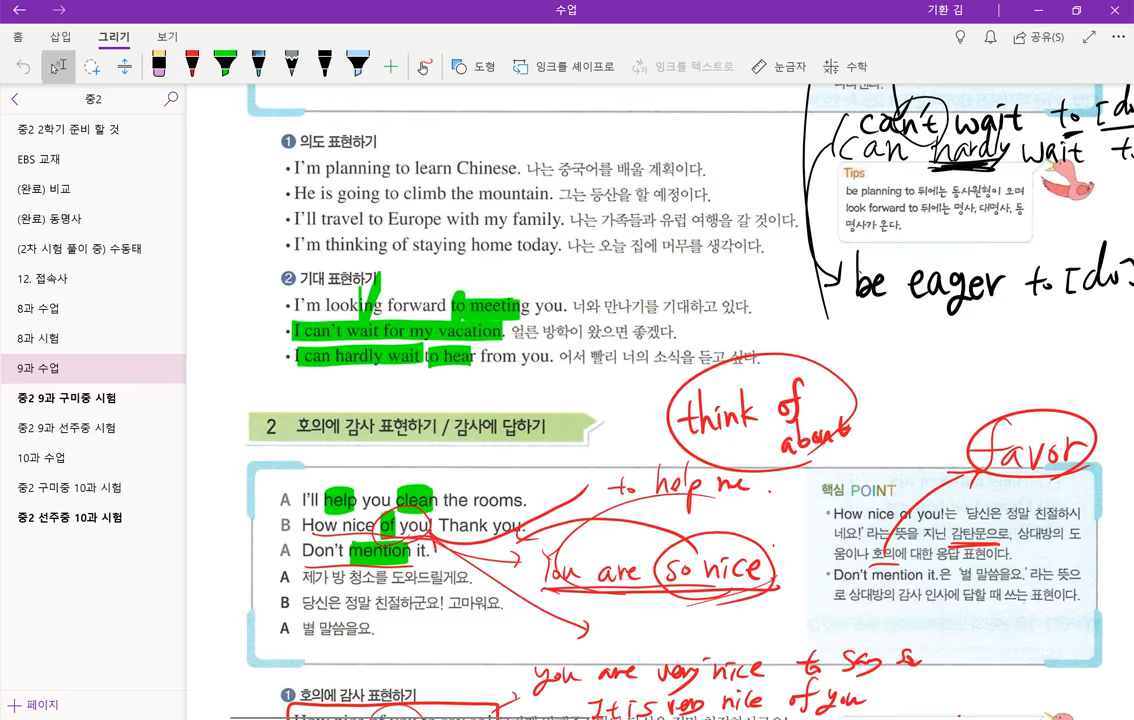 수업
기환 김
홈 삽입 그리기 보기
공유(S)
도형 잉크를 셰이프로 잉크를 텍스트로 눈금자 수학
중2
중2 2학기 준비 할 것
EBS 교재
(완료) 비교
(완료) 동명사
(2차 시험 풀이 중) 수동태
12. 접속사
8과 수업
8과 시험
9과 수업
중2 9과 구미중 시험
중2 9과 선주중 시험
10과 수업
중2 구미중 10과 시험
중2 선주중 10과 시험
페이지
1 의도 표현하기
• I'm planning to learn Chinese. 나는 중국어를 배울 계획이다.
• He is going to climb the mountain. 그는 등산을 할 예정이다.
• I'll travel to Europe with my family. 나는 가족들과 유럽 여행을 갈 것이다.
• I'm thinking of staying home today. 나는 오늘 집에 머무를 생각이다.
2 기대 표현하기
• I'm looking forward to meeting you. 너와 만나기를 기대하고 있다.
• I can't wait for my vacation. 얼른 방학이 왔으면 좋겠다.
• I can hardly wait to hear from you. 어서 빨리 너의 소식을 듣고 싶다.
can't wait to [do
can hardly wait t
Tips
be planning to 뒤에는 동사원형이 오며
look forward to 뒤에는 명사, 대명사, 동
명사가 온다.
be eager to [do]
think of
about
2 호의에 감사 표현하기 / 감사에 답하기
favor
A I'll help you clean the rooms.
B How nice of you! Thank you.
A Don't mention it.
A 제가 방 청소를 도와드릴게요.
B 당신은 정말 친절하군요! 고마워요.
A 별 말씀을요.
to help me.
You are so nice.
핵심 POINT
• How nice of you!는 '당신은 정말 친절하시
네요!'라는 뜻을 지닌 감탄문으로, 상대방의 도
움이나 호의에 대한 응답 표현이다.
• Don't mention it.은 '별 말씀을요.'라는 뜻으
로 상대방의 감사 인사에 답할 때 쓰는 표현이다.
you are very nice to say so
1 호의에 감사 표현하기
It is very nice of you